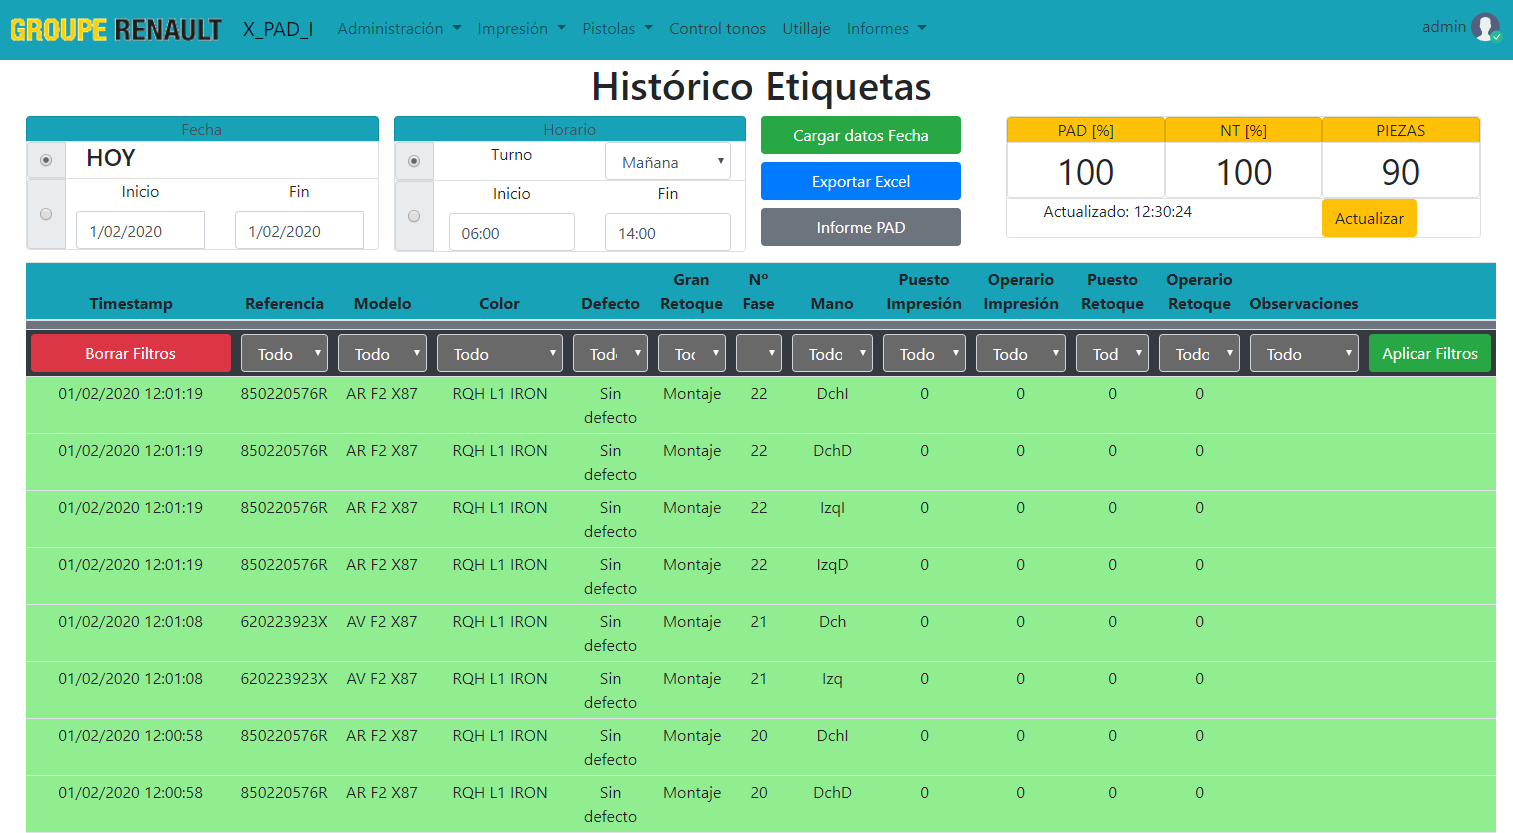 GROUPE RENAULT X_PAD_I Administración Impresión Pistolas Control tonos Utillaje Informes admin
Histórico Etiquetas
Fecha
HOY
Inicio Fin
1/02/2020 1/02/2020
Horario
Turno Mañana
Inicio Fin
06:00 14:00
Cargar datos Fecha
Exportar Excel
Informe PAD
PAD [%] NT [%] PIEZAS
100 100 90
Actualizado: 12:30:24 Actualizar
Timestamp Referencia Modelo Color Defecto Gran Retoque Nº Fase Mano Puesto Impresión Operario Impresión Puesto Retoque Operario Retoque Observaciones
Borrar Filtros Todo Todo Todo Tod Toc Todo Todo Todo Tod Todo Todo Aplicar Filtros
01/02/2020 12:01:19 850220576R AR F2 X87 RQH L1 IRON Sin defecto Montaje 22 DchI 0 0 0 0
01/02/2020 12:01:19 850220576R AR F2 X87 RQH L1 IRON Sin defecto Montaje 22 DchD 0 0 0 0
01/02/2020 12:01:19 850220576R AR F2 X87 RQH L1 IRON Sin defecto Montaje 22 IzqI 0 0 0 0
01/02/2020 12:01:19 850220576R AR F2 X87 RQH L1 IRON Sin defecto Montaje 22 IzqD 0 0 0 0
01/02/2020 12:01:08 620223923X AV F2 X87 RQH L1 IRON Sin defecto Montaje 21 Dch 0 0 0 0
01/02/2020 12:01:08 620223923X AV F2 X87 RQH L1 IRON Sin defecto Montaje 21 Izq 0 0 0 0
01/02/2020 12:00:58 850220576R AR F2 X87 RQH L1 IRON Sin defecto Montaje 20 DchI 0 0 0 0
01/02/2020 12:00:58 850220576R AR F2 X87 RQH L1 IRON Sin defecto Montaje 20 DchD 0 0 0 0